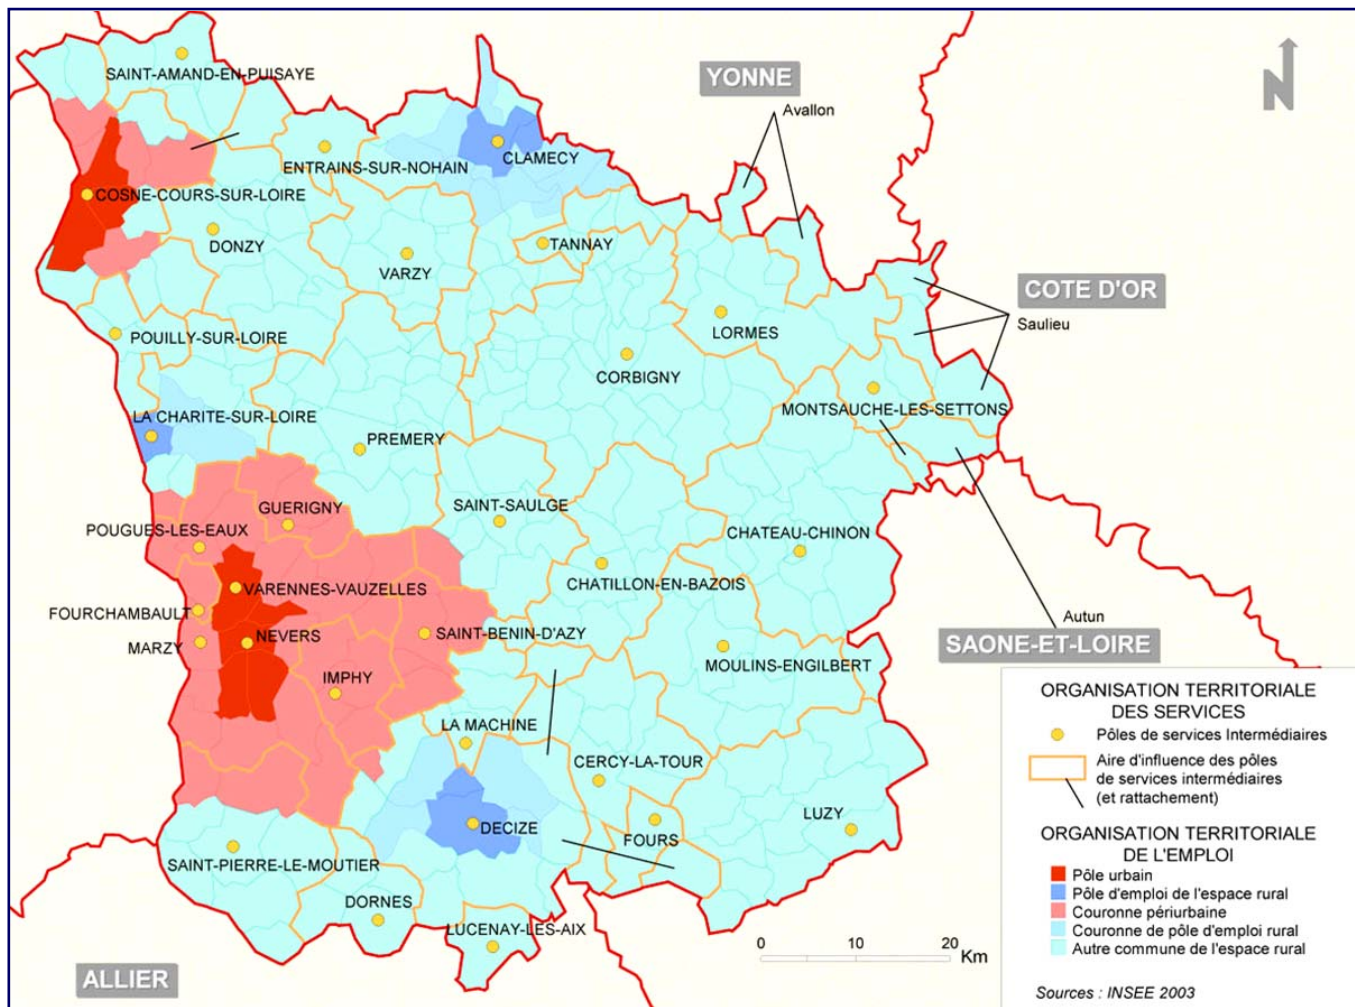 SAINT-AMAND-EN-PUISAYE
YONNE
Avallon
N
ENTRAINS-SUR-NOHAIN
CLAMECY
COSNE-COURS-SUR-LOIRE
DONZY
TANNAY
VARZY
COTE D'OR
Saulieu
POUILLY-SUR-LOIRE
LORMES
CORBIGNY
MONTSAUCHE-LES-SETTONS
LA CHARITE-SUR-LOIRE
PREMERY
SAINT-SAULGE
GUERIGNY
POUGUES-LES-EAUX
CHATEAU-CHINON
CHATILLON-EN-BAZOIS
VARENNES-VAUZELLES
FOURCHAMBAULT
Autun
NEVERS
SAINT-BENIN-D'AZY
MARZY
SAONE-ET-LOIRE
MOULINS-ENGILBERT
IMPHY
LA MACHINE
CERCY-LA-TOUR
LUZY
DECIZE
FOURS
SAINT-PIERRE-LE-MOUTIER
DORNES
LUCENAY-LES-AIX
ALLIER
ORGANISATION TERRITORIALE
DES SERVICES
Pôles de services Intermédiaires
Aire d'influence des pôles
de services intermédiaires
(et rattachement)
ORGANISATION TERRITORIALE
DE L'EMPLOI
Pôle urbain
Pôle d'emploi de l'espace rural
Couronne périurbaine
Couronne de pôle d'emploi rural
Autre commune de l'espace rural
0 10 20
Km
Sources : INSEE 2003